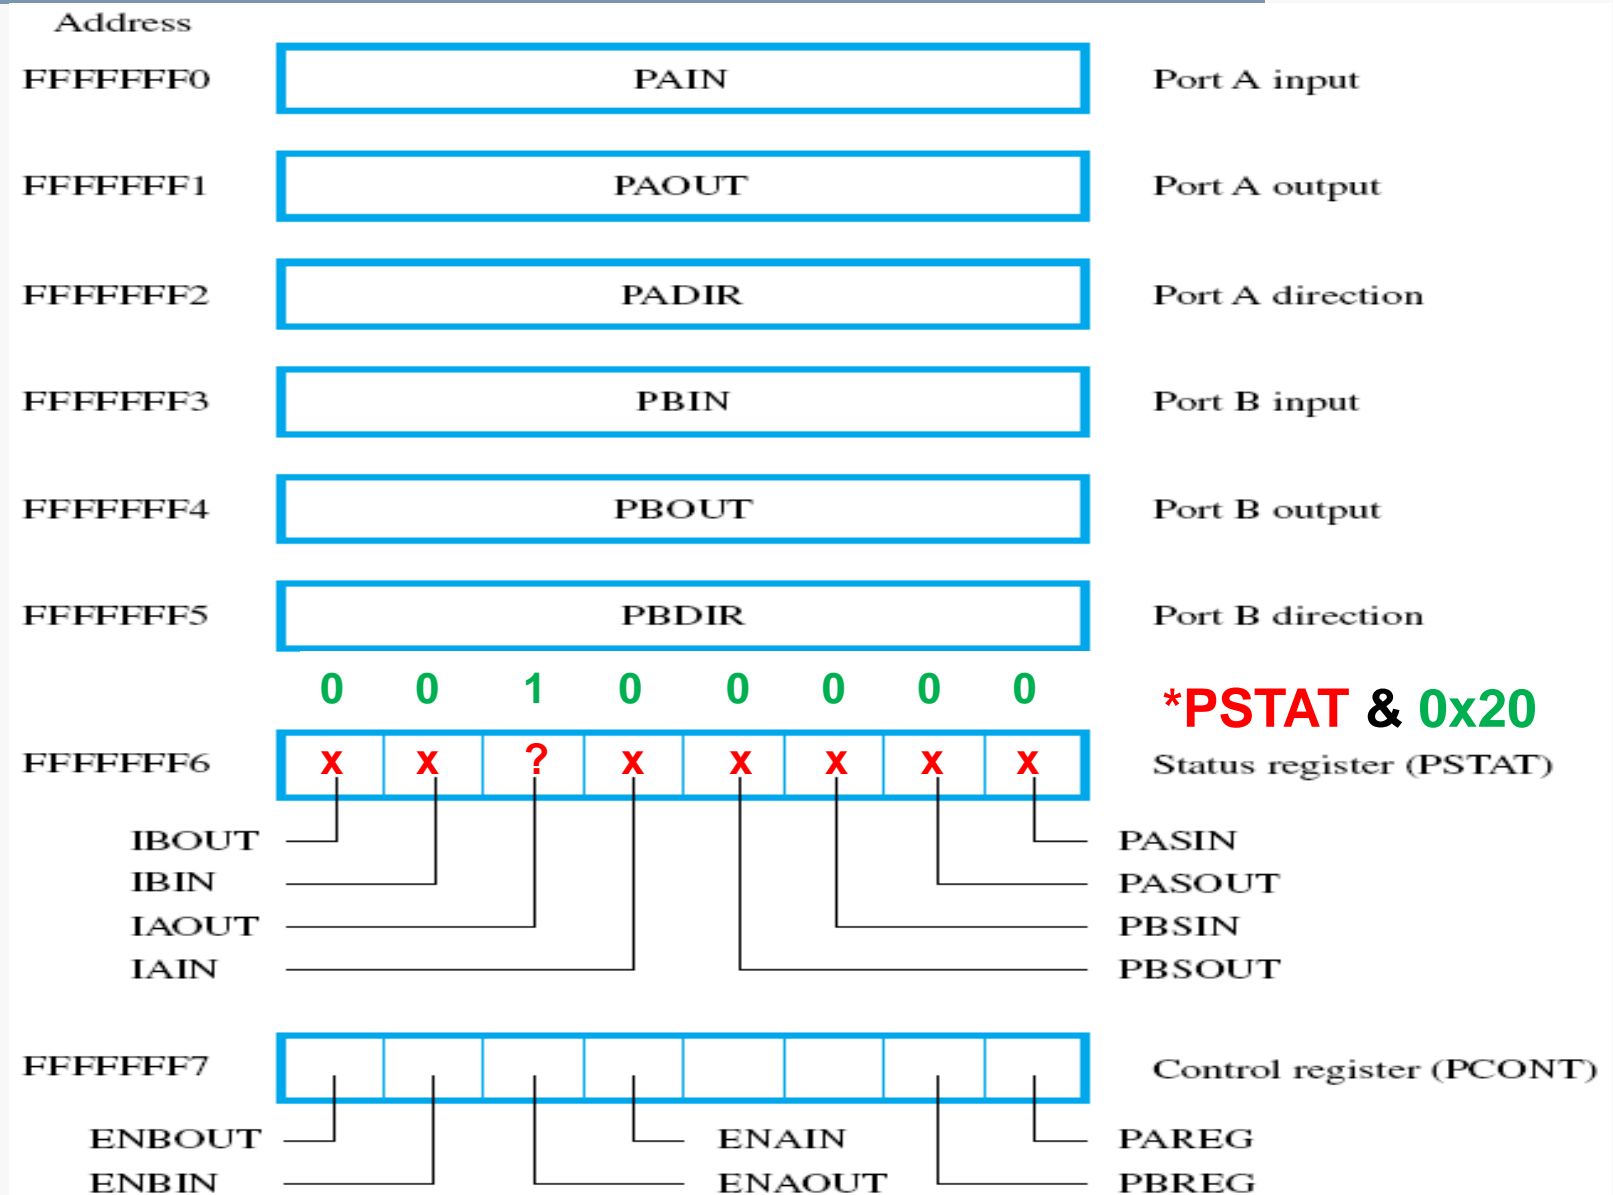 Address
FFFFFFF0 PAIN Port A input
FFFFFFF1 PAOUT Port A output
FFFFFFF2 PADIR Port A direction
FFFFFFF3 PBIN Port B input
FFFFFFF4 PBOUT Port B output
FFFFFFF5 PBDIR Port B direction
0 0 1 0 0 0 0 0 *PSTAT & 0x20
FFFFFFF6 x x ? x x x x x Status register (PSTAT)
IBOUT PASIN
IBIN PASOUT
IAOUT PBSIN
IAIN PBSOUT
FFFFFFF7 Control register (PCONT)
ENBOUT ENAIN PAREG
ENBIN ENAOUT PBREG